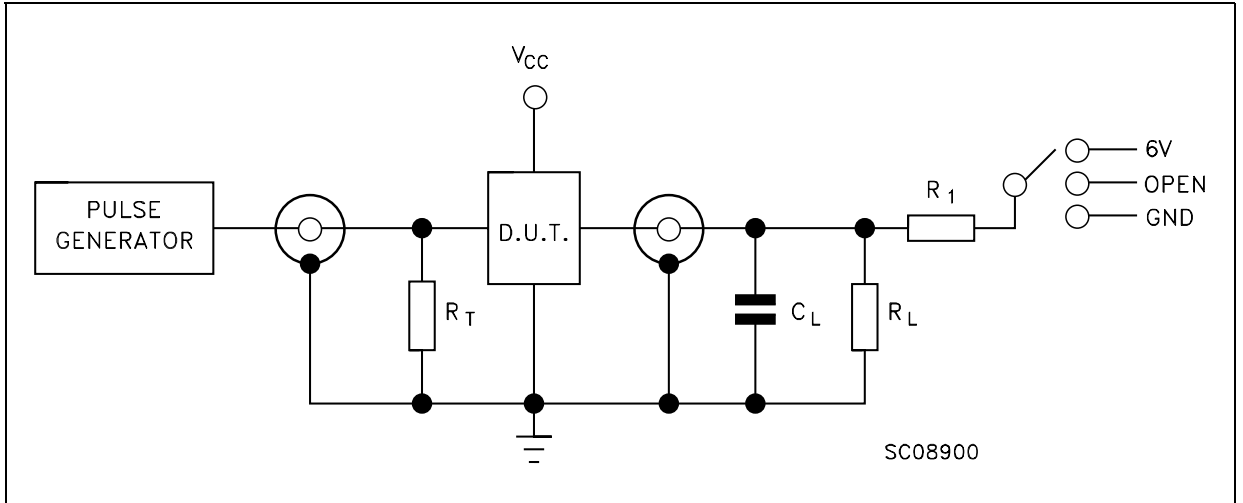 VCC
PULSE
GENERATOR
D.U.T.
RT
CL
RL
R1
6V
OPEN
GND
SC08900